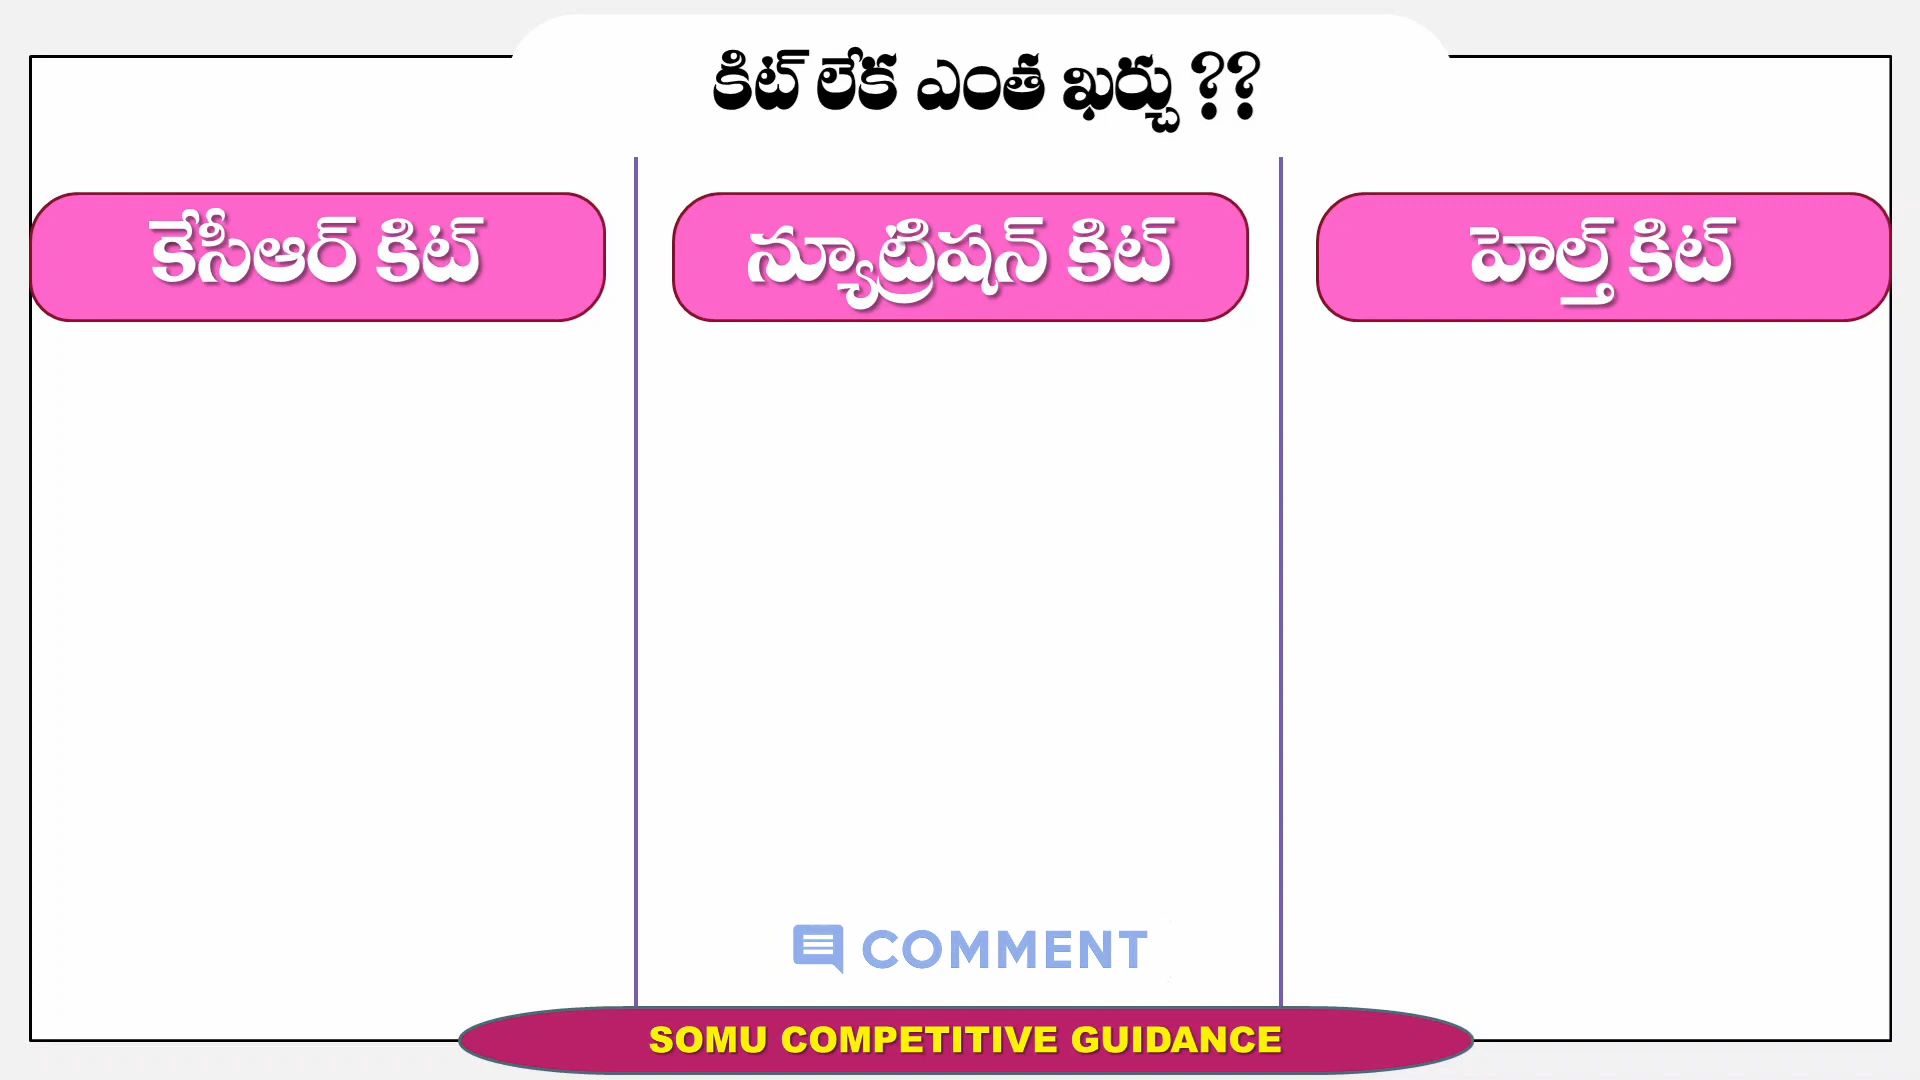 కిట్ లేక ఎంత ఖర్చు ??
కేసీఆర్ కిట్
న్యూట్రిషన్ కిట్
హెల్త్ కిట్
COMMENT
SOMU COMPETITIVE GUIDANCE